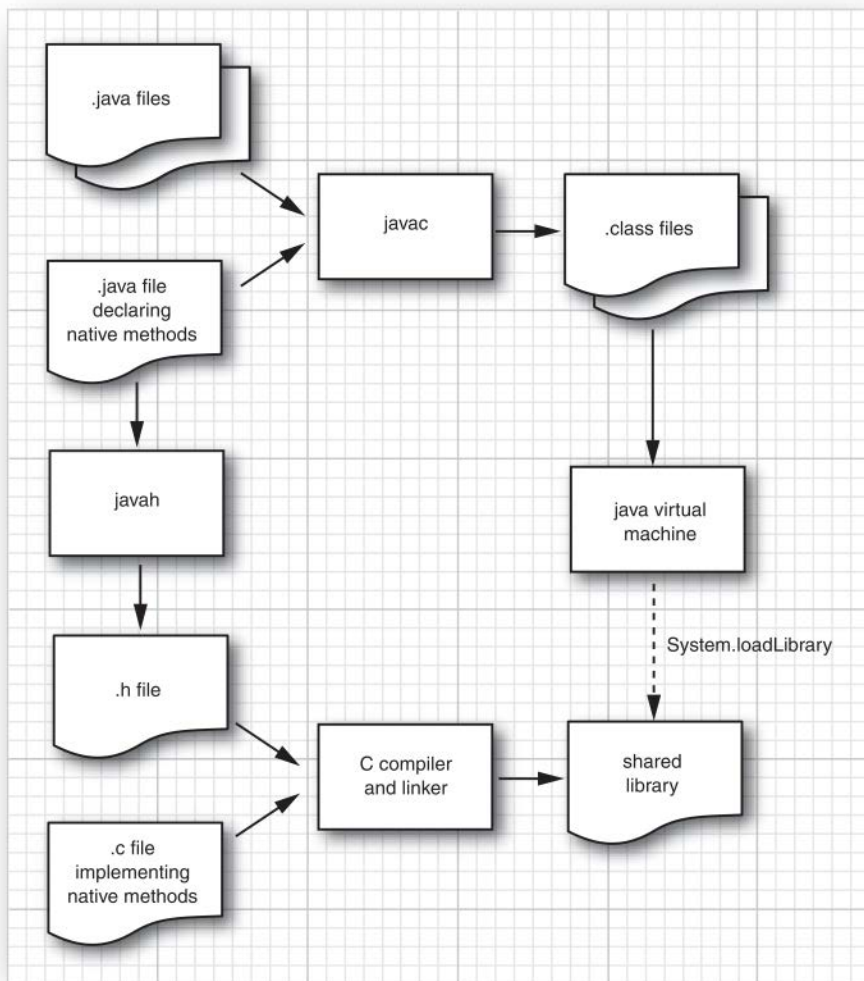 .java files
javac
.class files
.java file
declaring
native methods
javah
java virtual
machine
System.loadLibrary
.h file
C compiler
and linker
shared
library
.c file
implementing
native methods